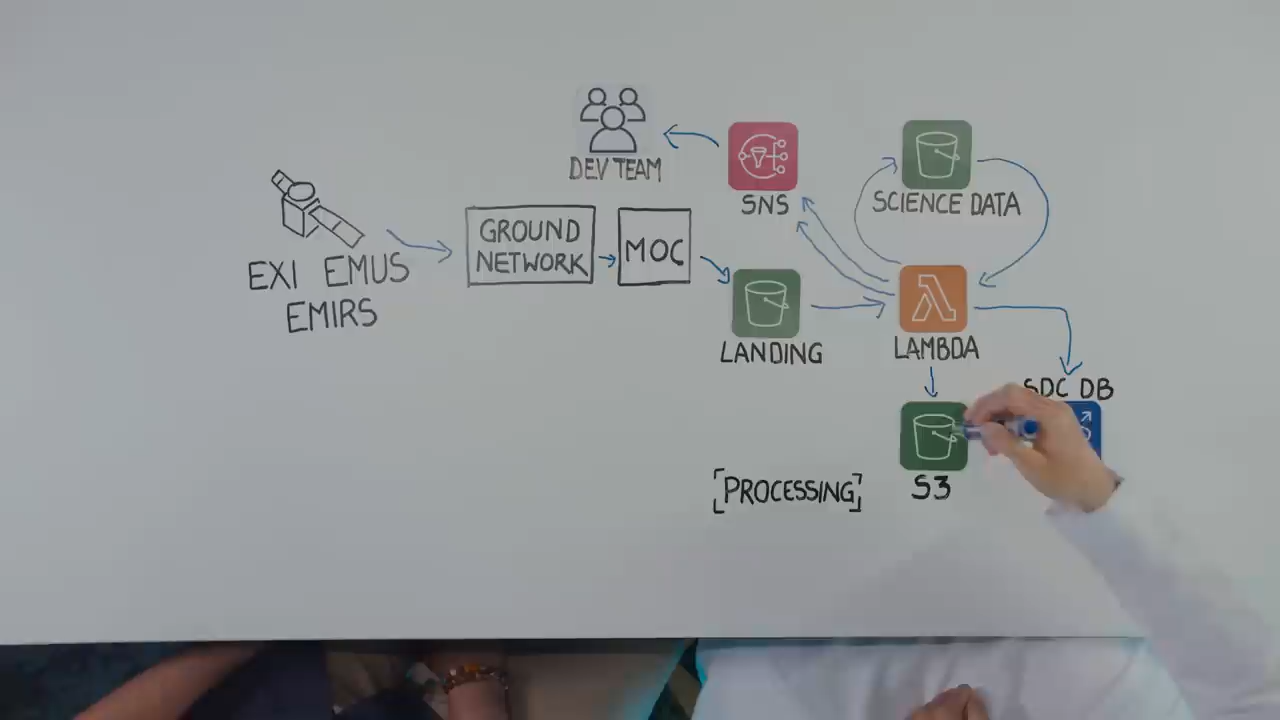 DEV TEAM
SNS
SCIENCE DATA
GROUND
NETWORK
MOC
EXI EMUS
EMIRS
LANDING
LAMBDA
SDC DB
[PROCESSING]
S3